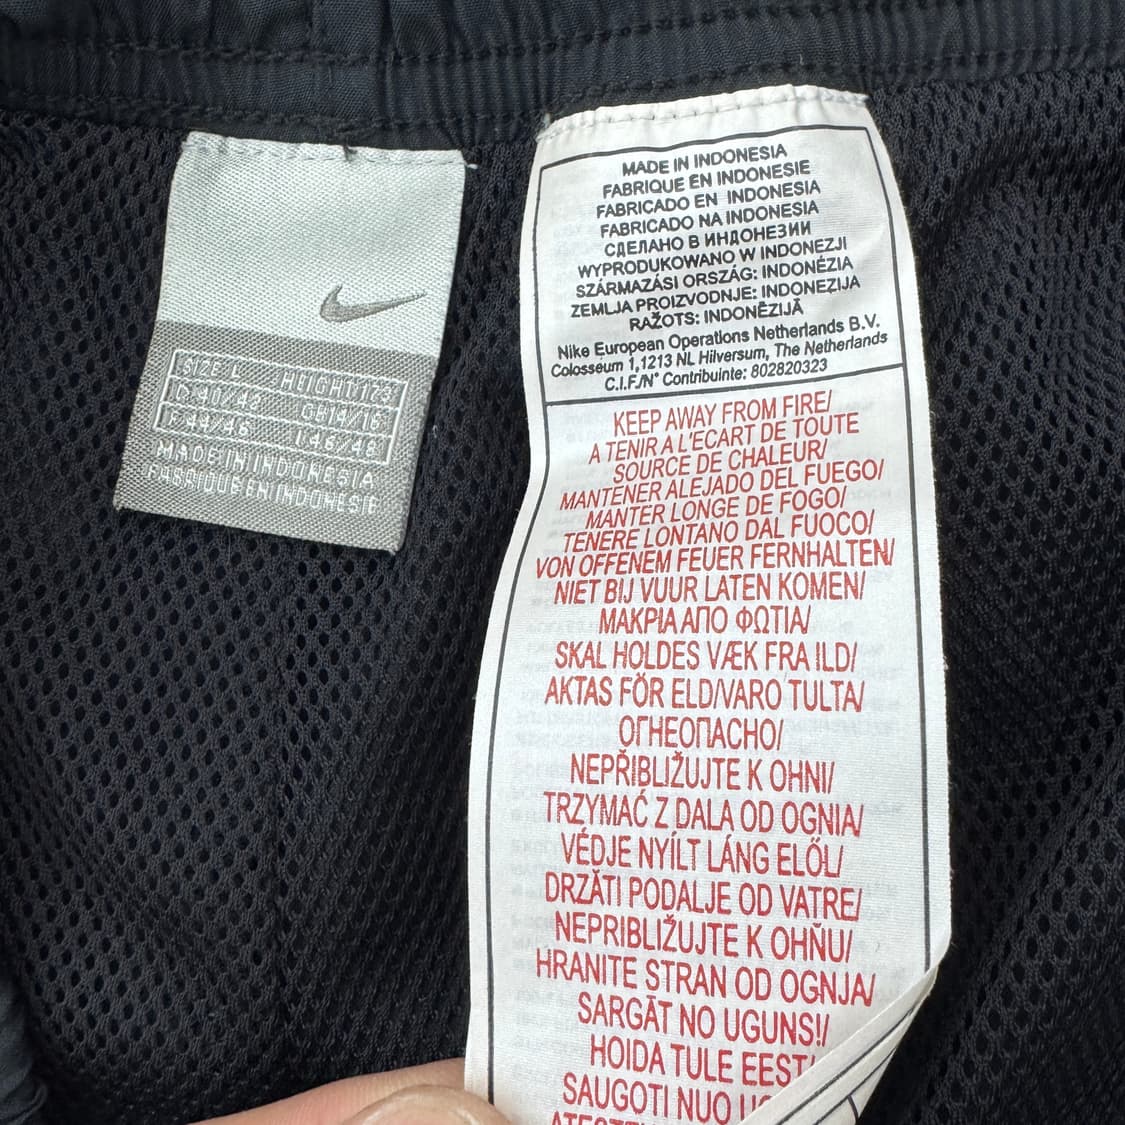 SIZE L HEIGHT 173
D 40/42 GB 14/16
F 44/46 I 46/48
MADE IN INDONESIA
FABRIQUE EN INDONESIE
MADE IN INDONESIA
FABRIQUE EN INDONESIE
FABRICADO EN INDONESIA
FABRICADO NA INDONESIA
СДЕЛАНО В ИНДОНЕЗИИ
WYPRODUKOWANO W INDONEZJI
SZÁRMAZÁSI ORSZÁG: INDONÉZIA
ZEMLJA PROIZVODNJE: INDONEZIJA
RAŽOTS: INDONĒZIJĀ
Nike European Operations Netherlands B.V.
Colosseum 1,1213 NL Hilversum, The Netherlands
C.I.F/N° Contribuinte: 802820323
KEEP AWAY FROM FIRE/
A TENIR A L'ECART DE TOUTE
SOURCE DE CHALEUR/
MANTENER ALEJADO DEL FUEGO/
MANTER LONGE DE FOGO/
TENERE LONTANO DAL FUOCO/
VON OFFENEM FEUER FERNHALTEN/
NIET BIJ VUUR LATEN KOMEN/
ΜΑΚΡΙΑ ΑΠΟ ΦΩΤΙΑ/
SKAL HOLDES VÆK FRA ILD/
AKTAS FÖR ELD/VARO TULTA/
ОГНЕОПАСНО/
NEPŘIBLIŽUJTE K OHNI/
TRZYMAĆ Z DALA OD OGNIA/
VÉDJE NYÍLT LÁNG ELŐL/
DRZĂTI PODALJE OD VATRE/
NEPRIBLIŽUJTE K OHŇU/
HRANITE STRAN OD OGNJA/
SARGĀT NO UGUNS!/
HOIDA TULE EEST/
SAUGOTI NUO